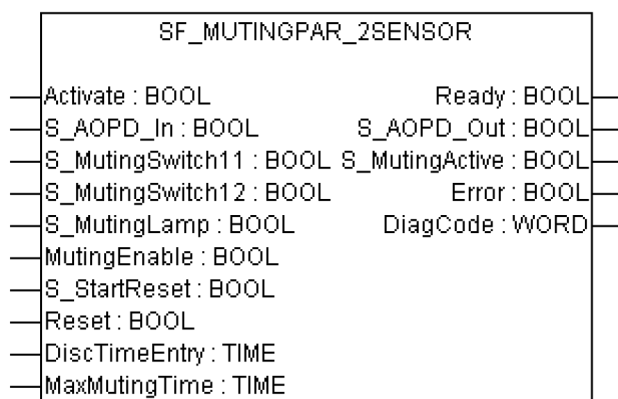 SF_MUTINGPAR_2SENSOR
Activate : BOOL Ready : BOOL
S_AOPD_In : BOOL S_AOPD_Out : BOOL
S_MutingSwitch11 : BOOL S_MutingActive : BOOL
S_MutingSwitch12 : BOOL Error : BOOL
S_MutingLamp : BOOL DiagCode : WORD
MutingEnable : BOOL
S_StartReset : BOOL
Reset : BOOL
DiscTimeEntry : TIME
MaxMutingTime : TIME